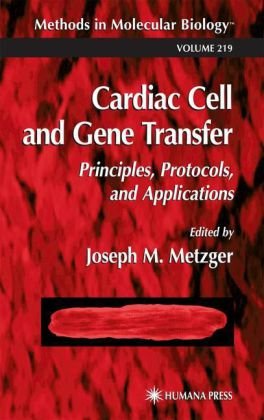 Methods in Molecular Biology™
VOLUME 219
Cardiac Cell
and Gene Transfer
Principles, Protocols,
and Applications
Edited by
Joseph M. Metzger
HUMANA PRESS